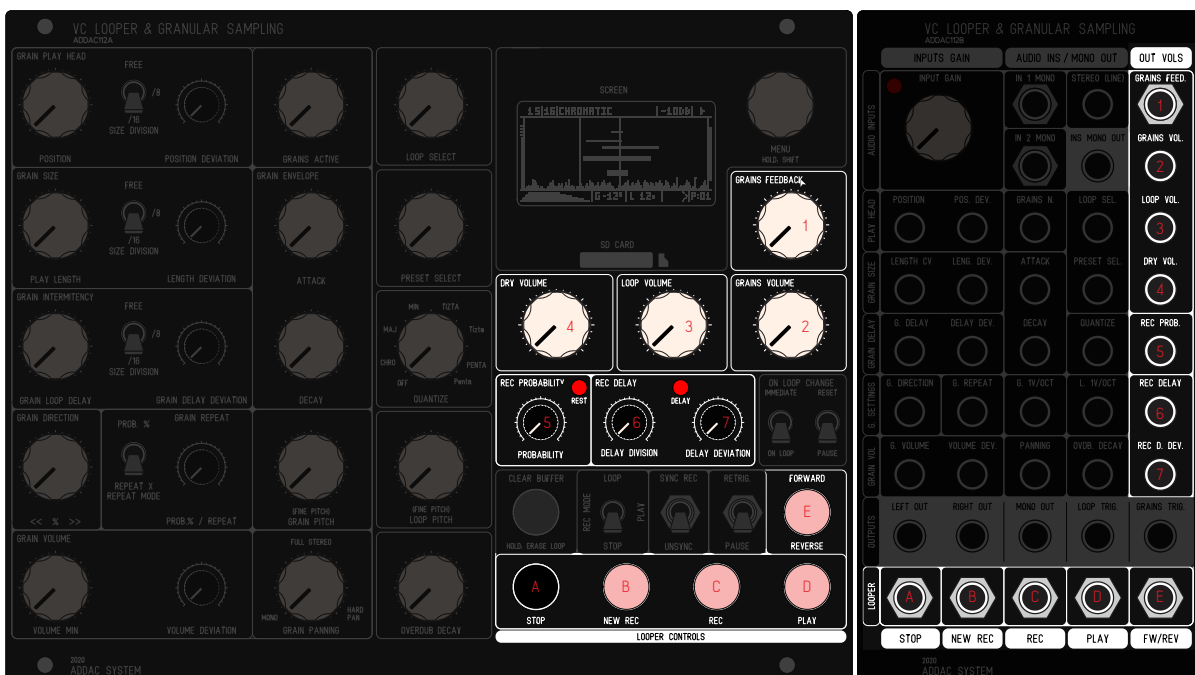 VC LOOPER & GRANULAR SAMPLING
ADDAC112A
GRAIN PLAY HEAD
FREE
/8
/16
SIZE DIVISION
POSITION
POSITION DEVIATION
GRAINS ACTIVE
LOOP SELECT
SCREEN
15|16|CHROMATIC
|-10DB|
|G-12°|L 12×| >|P:01
MENU
HOLD: SHIFT
SD CARD
GRAINS FEEDBACK
1
GRAIN SIZE
FREE
/8
/16
SIZE DIVISION
PLAY LENGTH
LENGTH DEVIATION
GRAIN ENVELOPE
ATTACK
PRESET SELECT
DRY VOLUME
4
LOOP VOLUME
3
GRAINS VOLUME
2
GRAIN INTERMITENCY
FREE
/8
/16
SIZE DIVISION
GRAIN LOOP DELAY
GRAIN DELAY DEVIATION
DECAY
MIN
MAJ
CHRO
OFF
PENTA
Penta
QUANTIZE
REC PROBABILITY
REST
5
PROBABILITY
REC DELAY
DELAY
6
7
DELAY DIVISION
DELAY DEVIATION
ON LOOP CHANGE
IMMEDIATE
RESET
ON LOOP
PAUSE
GRAIN DIRECTION
<< % >>
PROB. %
GRAIN REPEAT
REPEAT X
REPEAT MODE
PROB.% / REPEAT
(FINE PITCH)
GRAIN PITCH
(FINE PITCH)
LOOP PITCH
CLEAR BUFFER
HOLD: ERASE LOOP
REC MODE
LOOP
PLAY
STOP
SYNC REC
UNSYNC
RETRIG.
PAUSE
FORWARD
E
REVERSE
GRAIN VOLUME
VOLUME MIN
VOLUME DEVIATION
FULL STEREO
MONO
HARD
PAN
GRAIN PANNING
OVERDUB DECAY
A
B
C
D
STOP
NEW REC
REC
PLAY
LOOPER CONTROLS
2020
ADDAC SYSTEM
VC LOOPER & GRANULAR SAMPLING
ADDAC112B
INPUTS GAIN
AUDIO INS / MONO OUT
OUT VOLS
AUDIO INPUTS
INPUT GAIN
IN 1 MONO
STEREO (LINE)
GRAINS FEED.
1
IN 2 MONO
INS MONO OUT
GRAINS VOL.
2
PLAY HEAD
POSITION
POS. DEV.
GRAINS N.
LOOP SEL.
LOOP VOL.
3
GRAIN SIZE
LENGTH CV
LENG. DEV.
ATTACK
PRESET SEL.
DRY VOL.
4
GRAIN DELAY
G. DELAY
DELAY DEV.
DECAY
QUANTIZE
REC PROB.
5
G. SETTINGS
G. DIRECTION
G. REPEAT
G. 1V/OCT
L. 1V/OCT
REC DELAY
6
GRAIN VOL
G. VOLUME
VOLUME DEV.
PANNING
OVDB. DECAY
REC D. DEV.
7
OUTPUTS
LEFT OUT
RIGHT OUT
MONO OUT
LOOP TRIG.
GRAINS TRIG.
LOOPER
A
B
C
D
E
STOP
NEW REC
REC
PLAY
FW/REV
2020
ADDAC SYSTEM